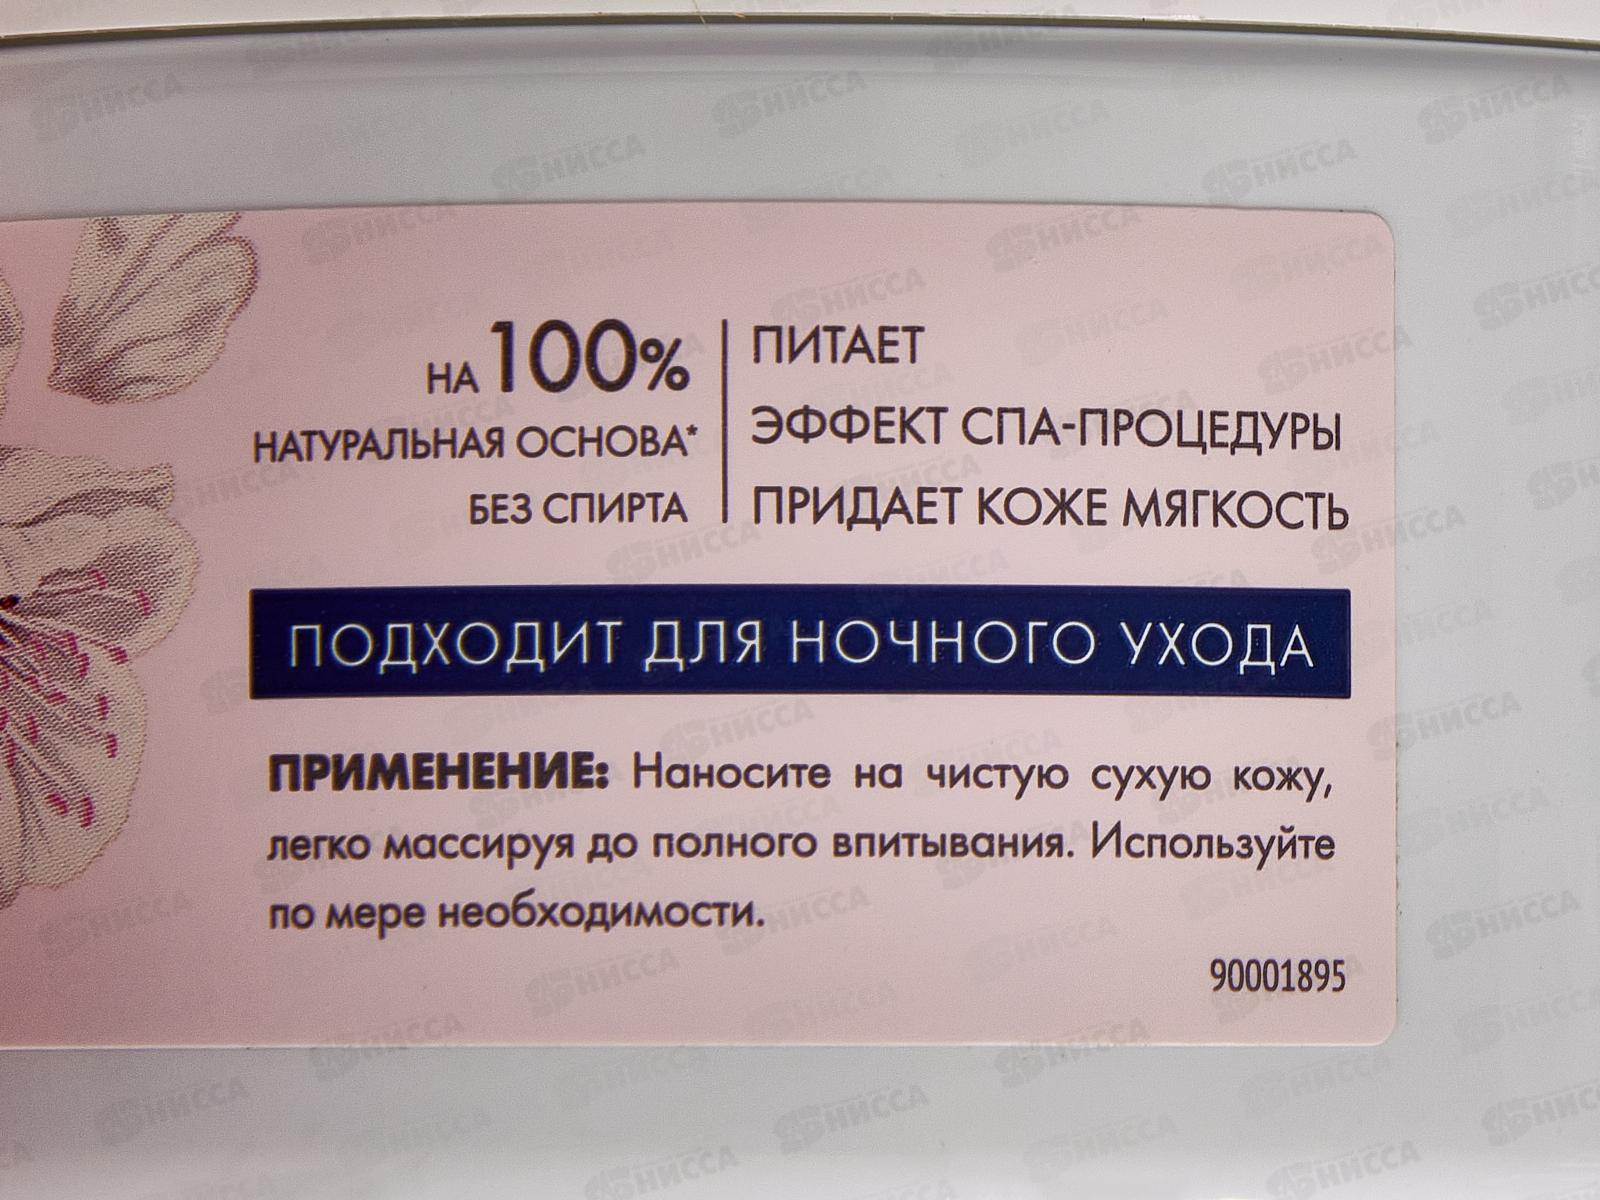 НА 100%
НАТУРАЛЬНАЯ ОСНОВА*
БЕЗ СПИРТА
ПИТАЕТ
ЭФФЕКТ СПА-ПРОЦЕДУРЫ
ПРИДАЕТ КОЖЕ МЯГКОСТЬ
ПОДХОДИТ ДЛЯ НОЧНОГО УХОДА
ПРИМЕНЕНИЕ: Наносите на чистую сухую кожу,
легко массируя до полного впитывания. Используйте
по мере необходимости.
90001895
НИССА